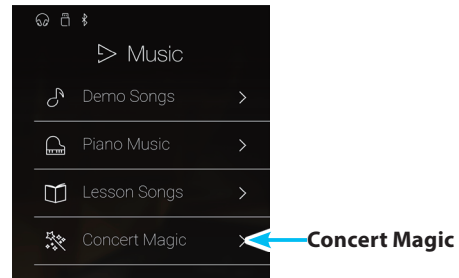 Music
Demo Songs
Piano Music
Lesson Songs
Concert Magic
Concert Magic